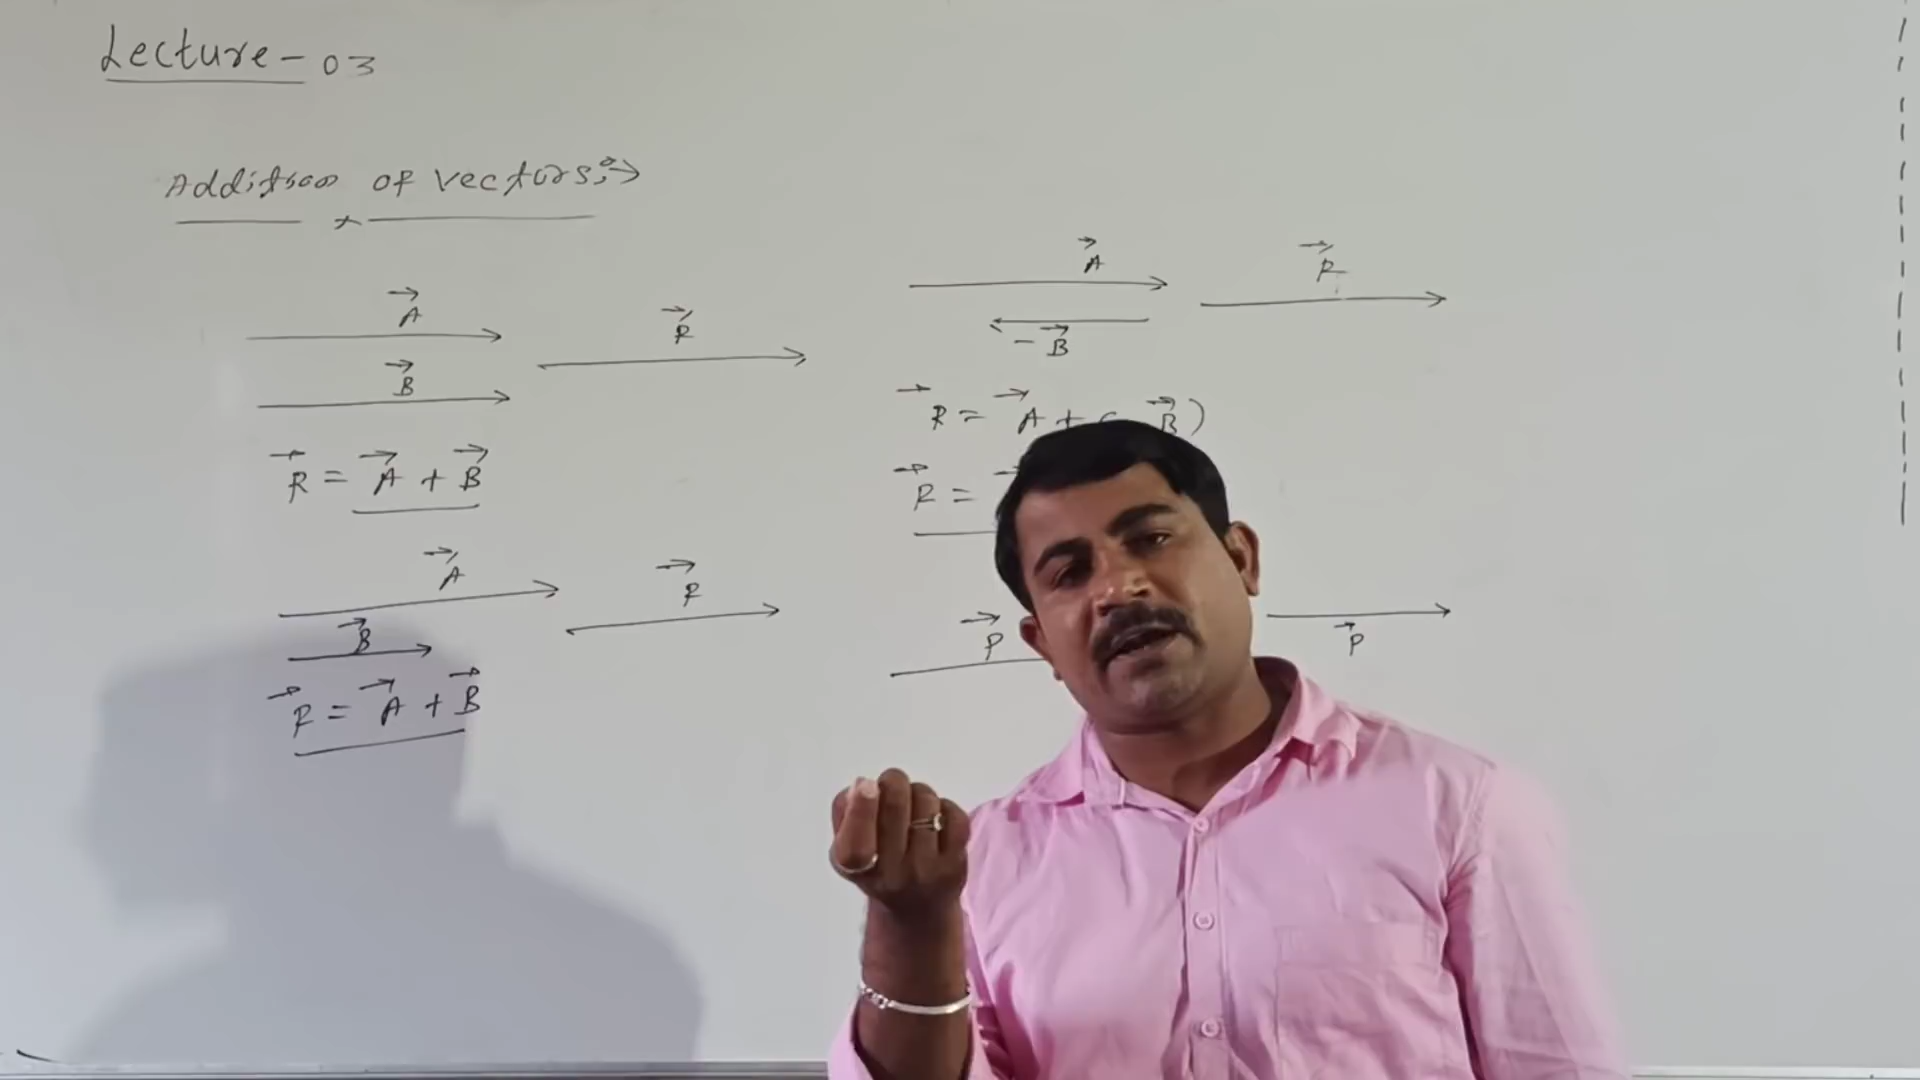 Lecture - 03
Addition of vectors:→
→A
→R
→B
→R = →A + →B
→A
→R
→B
→R = →A + →B
→A
→R
-→B
→R = →A + ( →B)
→R =
→P
→P